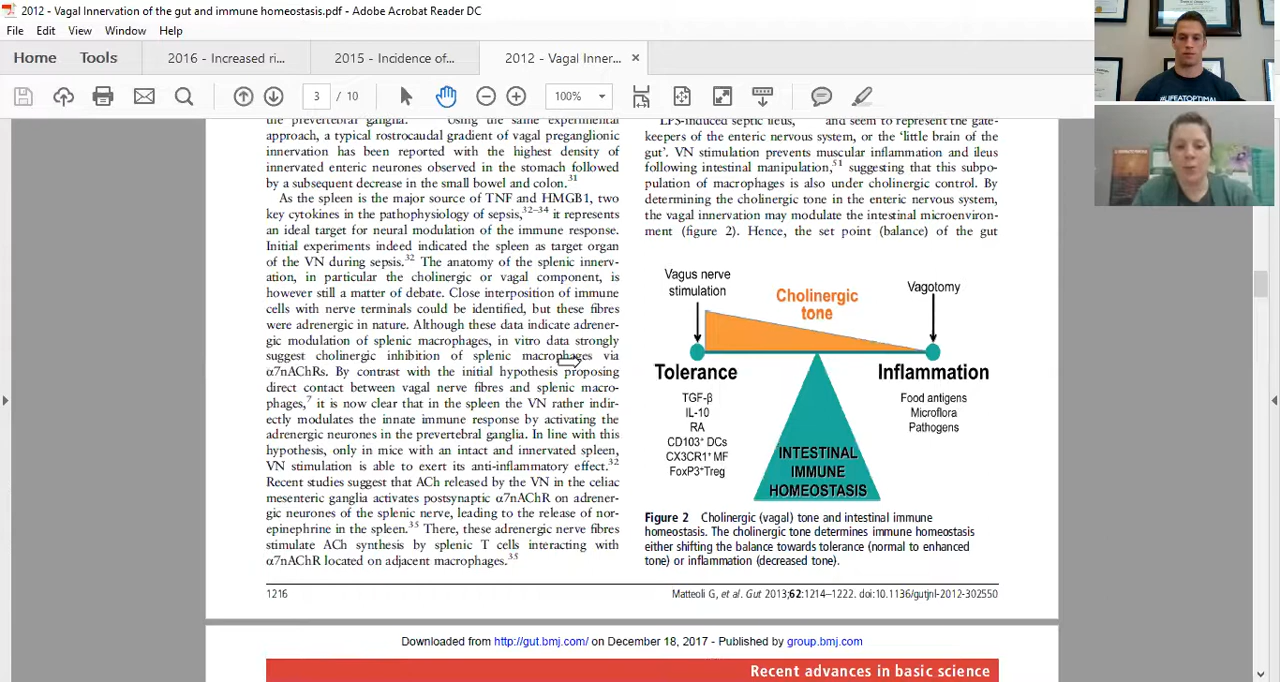 2012 - Vagal Innervation of the gut and immune homeostasis.pdf - Adobe Acrobat Reader DC
File Edit View Window Help
Home Tools 2016 - Increased ri... 2015 - Incidence of... 2012 - Vagal Inner... ×
3 / 10 100%
the prevertebral ganglia. Using the same experimental
approach, a typical rostrocaudal gradient of vagal preganglionic
innervation has been reported with the highest density of
innervated enteric neurones observed in the stomach followed
by a subsequent decrease in the small bowel and colon.31
As the spleen is the major source of TNF and HMGB1, two
key cytokines in the pathophysiology of sepsis,32–34 it represents
an ideal target for neural modulation of the immune response.
Initial experiments indeed indicated the spleen as target organ
of the VN during sepsis.32 The anatomy of the splenic innerv-
ation, in particular the cholinergic or vagal component, is
however still a matter of debate. Close interposition of immune
cells with nerve terminals could be identified, but these fibres
were adrenergic in nature. Although these data indicate adrener-
gic modulation of splenic macrophages, in vitro data strongly
suggest cholinergic inhibition of splenic macrophages via
α7nAChRs. By contrast with the initial hypothesis proposing
direct contact between vagal nerve fibres and splenic macro-
phages,7 it is now clear that in the spleen the VN rather indir-
ectly modulates the innate immune response by activating the
adrenergic neurones in the prevertebral ganglia. In line with this
hypothesis, only in mice with an intact and innervated spleen,
VN stimulation is able to exert its anti-inflammatory effect.32
Recent studies suggest that ACh released by the VN in the celiac
mesenteric ganglia activates postsynaptic α7nAChR on adrener-
gic neurones of the splenic nerve, leading to the release of nor-
epinephrine in the spleen.35 There, these adrenergic nerve fibres
stimulate ACh synthesis by splenic T cells interacting with
α7nAChR located on adjacent macrophages.35
LPS-induced septic ileus, and seem to represent the gate-
keepers of the enteric nervous system, or the ‘little brain of the
gut’. VN stimulation prevents muscular inflammation and ileus
following intestinal manipulation,51 suggesting that this subpo-
pulation of macrophages is also under cholinergic control. By
determining the cholinergic tone in the enteric nervous system,
the vagal innervation may modulate the intestinal microenviron-
ment (figure 2). Hence, the set point (balance) of the gut
Vagus nerve
stimulation
Cholinergic
tone
Vagotomy
Tolerance
TGF-β
IL-10
RA
CD103+ DCs
CX3CR1+ MF
FoxP3+Treg
Inflammation
Food antigens
Microflora
Pathogens
INTESTINAL
IMMUNE
HOMEOSTASIS
Figure 2 Cholinergic (vagal) tone and intestinal immune
homeostasis. The cholinergic tone determines immune homeostasis
either shifting the balance towards tolerance (normal to enhanced
tone) or inflammation (decreased tone).
1216 Matteoli G, et al. Gut 2013;62:1214–1222. doi:10.1136/gutjnl-2012-302550
Downloaded from http://gut.bmj.com/ on December 18, 2017 - Published by group.bmj.com
Recent advances in basic science
#LIFEATOPTIMAL